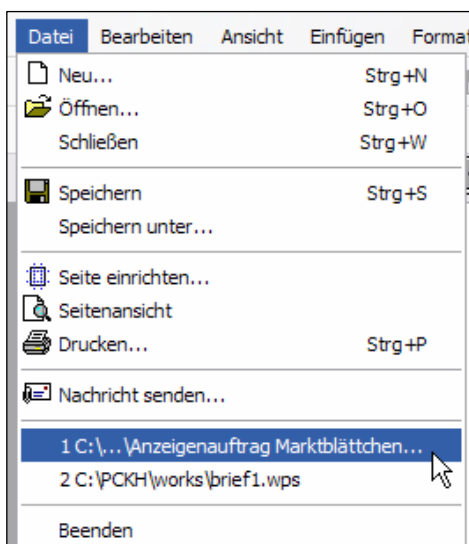 Datei Bearbeiten Ansicht Einfügen Format
Neu... Strg+N
Öffnen... Strg+O
Schließen Strg+W
Speichern Strg+S
Speichern unter...
Seite einrichten...
Seitenansicht
Drucken... Strg+P
Nachricht senden...
1 C:\...\Anzeigenauftrag Marktblättchen...
2 C:\PCKH\works\brief1.wps
Beenden